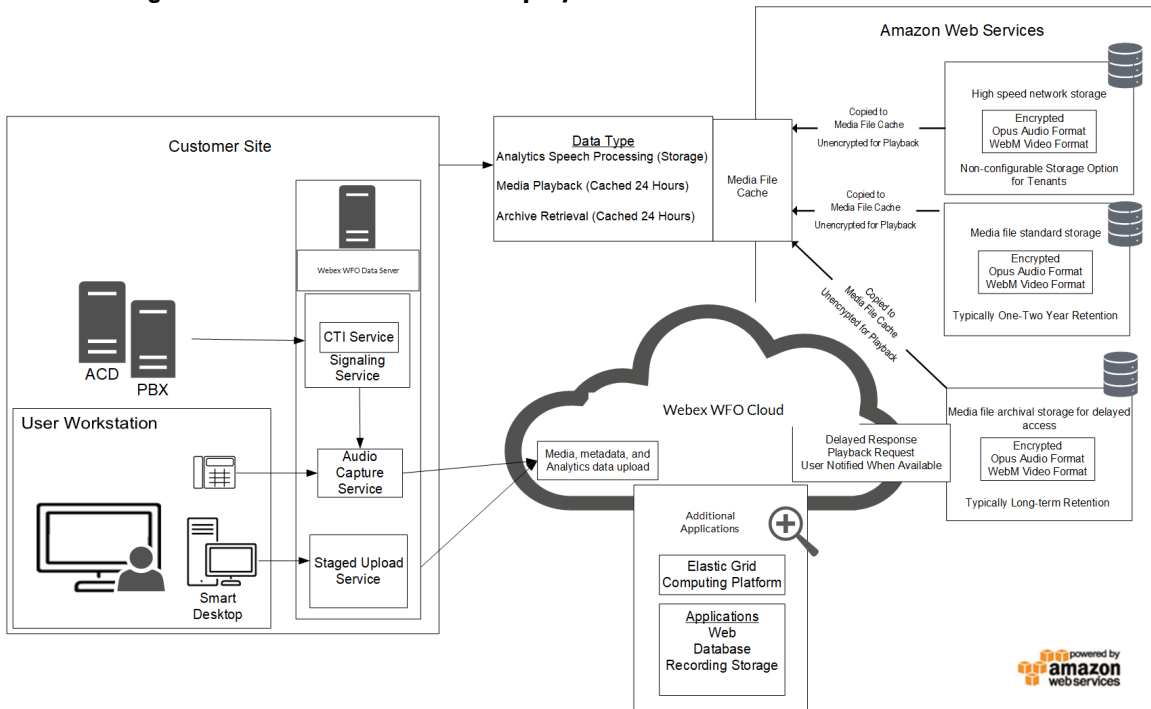 Amazon Web Services
High speed network storage
Encrypted
Opus Audio Format
WebM Video Format
Non-configurable Storage Option
for Tenants
Copied to
Media File Cache
Unencrypted for Playback
Customer Site
Data Type
Analytics Speech Processing (Storage)
Media Playback (Cached 24 Hours)
Archive Retrieval (Cached 24 Hours)
Media File
Cache
Copied to
Media File Cache
Unencrypted for Playback
Media file standard storage
Encrypted
Opus Audio Format
WebM Video Format
Typically One-Two Year Retention
Webex WFO Data Server
CTI Service
Signaling
Service
ACD
PBX
Copied to
Media File Cache
Unencrypted for Playback
User Workstation
Audio
Capture
Service
Staged Upload
Service
Smart
Desktop
Webex WFO Cloud
Media, metadata, and
Analytics data upload
Delayed Response
Playback Request
User Notified When Available
Media file archival storage for delayed
access
Encrypted
Opus Audio Format
WebM Video Format
Typically Long-term Retention
Additional
Applications
Elastic Grid
Computing Platform
Applications
Web
Database
Recording Storage
powered by
amazon
webservices